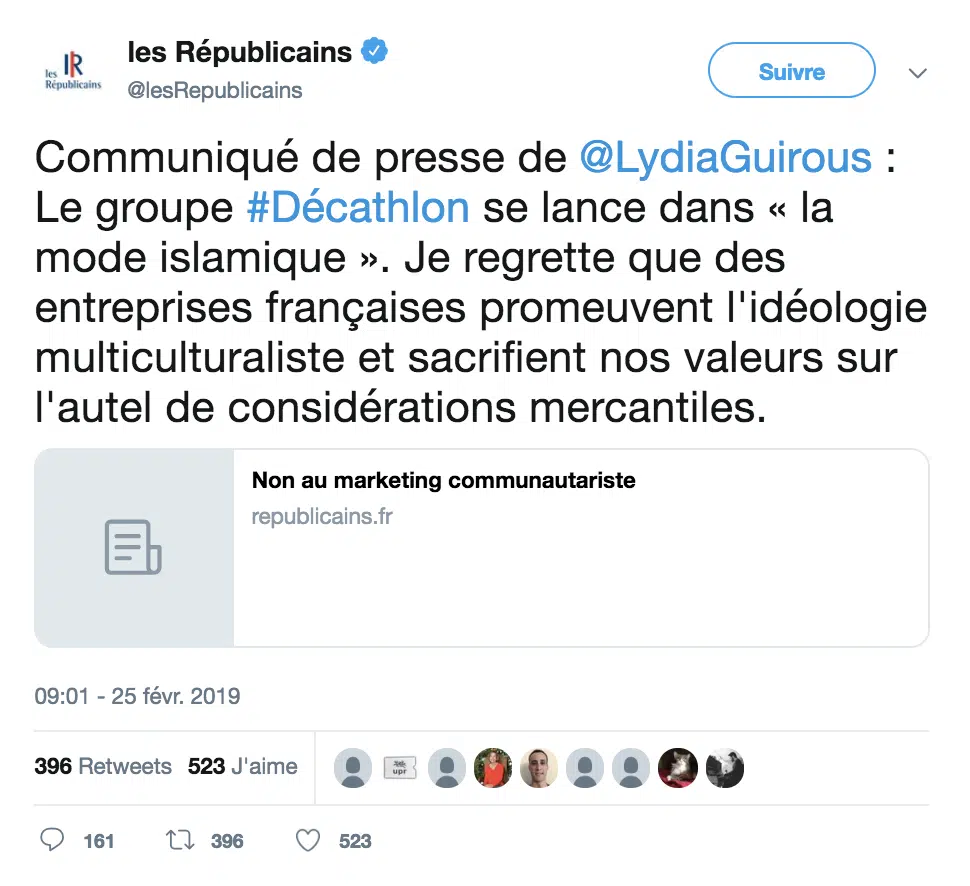 les Républicains
@lesRepublicains
les
Républicains
Suivre
Communiqué de presse de @LydiaGuirous :
Le groupe #Décathlon se lance dans « la
mode islamique ». Je regrette que des
entreprises françaises promeuvent l'idéologie
multiculturaliste et sacrifient nos valeurs sur
l'autel de considérations mercantiles.
Non au marketing communautariste
republicains.fr
09:01 - 25 févr. 2019
396 Retweets 523 J'aime
upr
161 396 523